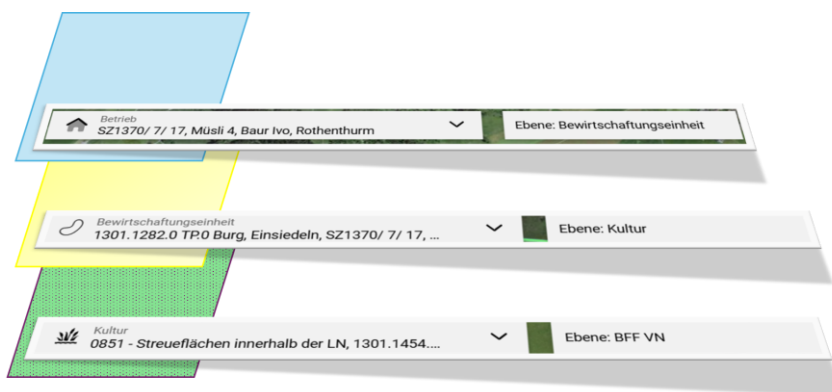 Betrieb
SZ1370/ 7/ 17, Müsli 4, Baur Ivo, Rothenthurm
Ebene: Bewirtschaftungseinheit
Bewirtschaftungseinheit
1301.1282.0 TP.0 Burg, Einsiedeln, SZ1370/ 7/ 17, ...
Ebene: Kultur
Kultur
0851 - Streueflächen innerhalb der LN, 1301.1454....
Ebene: BFF VN